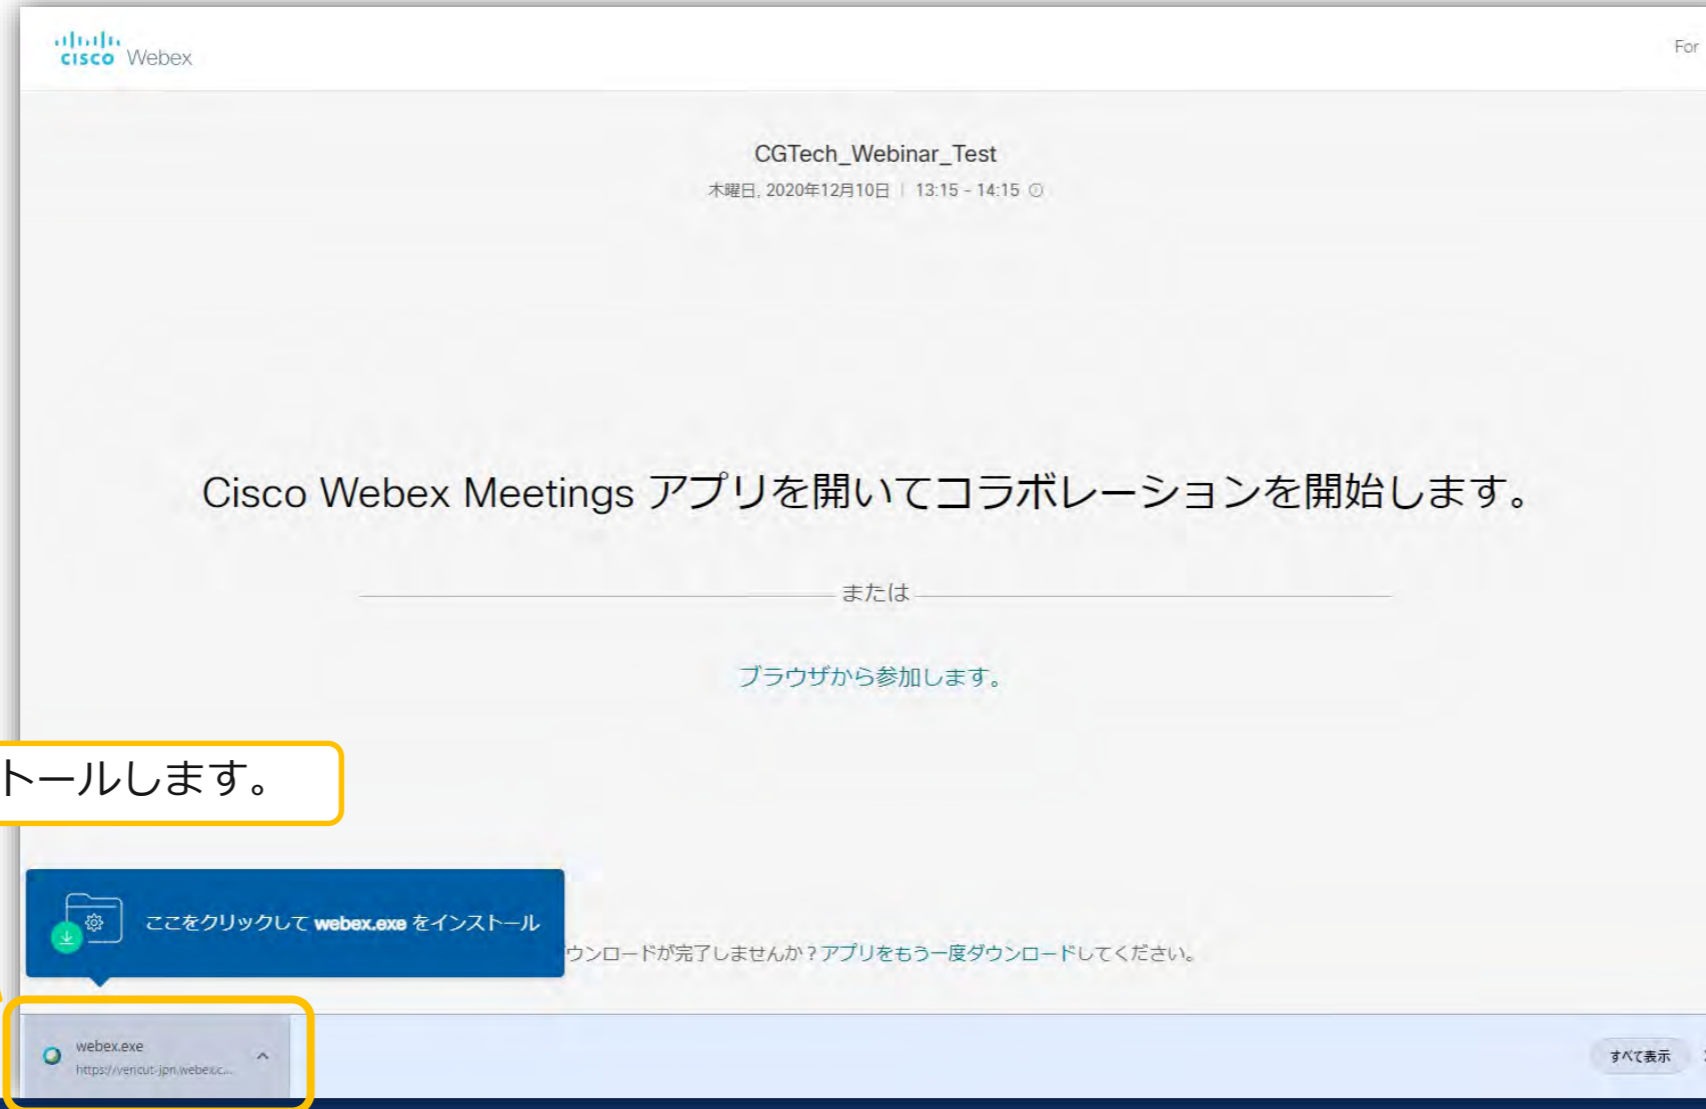 CISCO Webex
For
CGTech_Webinar_Test
木曜日, 2020年12月10日 | 13:15 - 14:15
Cisco Webex Meetings アプリを開いてコラボレーションを開始します。
または
ブラウザから参加します。
トールします。
ここをクリックして webex.exe をインストール
ウンロードが完了しませんか？アプリをもう一度ダウンロードしてください。
webex.exe
https://vericut-jpn.webex.c...
すべて表示